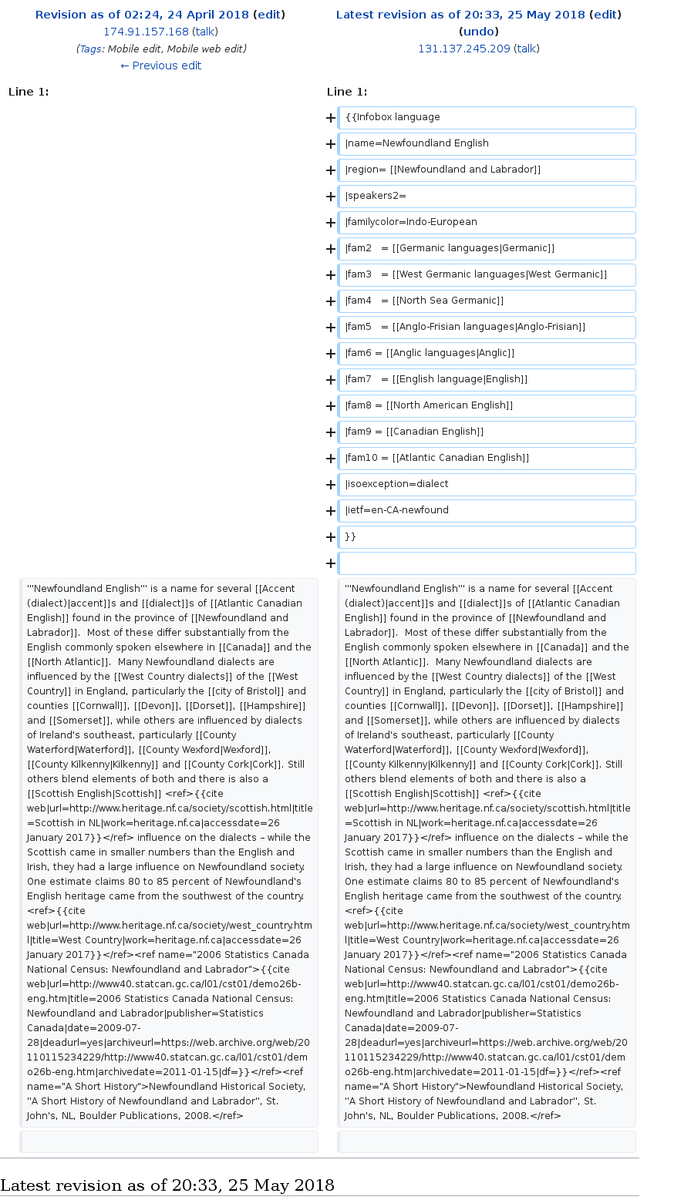 Revision as of 02:24, 24 April 2018 (edit)
174.91.157.168 (talk)
(Tags: Mobile edit, Mobile web edit)
← Previous edit
Latest revision as of 20:33, 25 May 2018 (edit)
(undo)
131.137.245.209 (talk)
Line 1:
Line 1:
+ {{Infobox language
+ |name=Newfoundland English
+ |region= [[Newfoundland and Labrador]]
+ |speakers2=
+ |familycolor=Indo-European
+ |fam2   = [[Germanic languages|Germanic]]
+ |fam3   = [[West Germanic languages|West Germanic]]
+ |fam4   = [[North Sea Germanic]]
+ |fam5   = [[Anglo-Frisian languages|Anglo-Frisian]]
+ |fam6 = [[Anglic languages|Anglic]]
+ |fam7   = [[English language|English]]
+ |fam8 = [[North American English]]
+ |fam9 = [[Canadian English]]
+ |fam10 = [[Atlantic Canadian English]]
+ |isoexception=dialect
+ |ietf=en-CA-newfound
+ }}
+
'''Newfoundland English''' is a name for several [[Accent
(dialect)|accent]]s and [[dialect]]s of [[Atlantic Canadian
English]] found in the province of [[Newfoundland and
Labrador]].  Most of these differ substantially from the
English commonly spoken elsewhere in [[Canada]] and the
[[North Atlantic]].  Many Newfoundland dialects are
influenced by the [[West Country dialects]] of the [[West
Country]] in England, particularly the [[city of Bristol]] and
counties [[Cornwall]], [[Devon]], [[Dorset]], [[Hampshire]]
and [[Somerset]], while others are influenced by dialects
of Ireland's southeast, particularly [[County
Waterford|Waterford]], [[County Wexford|Wexford]],
[[County Kilkenny|Kilkenny]] and [[County Cork|Cork]]. Still
others blend elements of both and there is also a
[[Scottish English|Scottish]] <ref>{{cite
web|url=http://www.heritage.nf.ca/society/scottish.html|title
=Scottish in NL|work=heritage.nf.ca|accessdate=26
January 2017}}</ref> influence on the dialects – while the
Scottish came in smaller numbers than the English and
Irish, they had a large influence on Newfoundland society.
One estimate claims 80 to 85 percent of Newfoundland's
English heritage came from the southwest of the country.
<ref>{{cite
web|url=http://www.heritage.nf.ca/society/west_country.htm
l|title=West Country|work=heritage.nf.ca|accessdate=26
January 2017}}</ref><ref name="2006 Statistics Canada
National Census: Newfoundland and Labrador">{{cite
web|url=http://www40.statcan.gc.ca/l01/cst01/demo26b-
eng.htm|title=2006 Statistics Canada National Census:
Newfoundland and Labrador|publisher=Statistics
Canada|date=2009-07-
28|deadurl=yes|archiveurl=https://web.archive.org/web/20
110115234229/http://www40.statcan.gc.ca/l01/cst01/dem
o26b-eng.htm|archivedate=2011-01-15|df=}}</ref><ref
name="A Short History">Newfoundland Historical Society,
''A Short History of Newfoundland and Labrador'', St.
John's, NL, Boulder Publications, 2008.</ref>
'''Newfoundland English''' is a name for several [[Accent
(dialect)|accent]]s and [[dialect]]s of [[Atlantic Canadian
English]] found in the province of [[Newfoundland and
Labrador]].  Most of these differ substantially from the
English commonly spoken elsewhere in [[Canada]] and the
[[North Atlantic]].  Many Newfoundland dialects are
influenced by the [[West Country dialects]] of the [[West
Country]] in England, particularly the [[city of Bristol]] and
counties [[Cornwall]], [[Devon]], [[Dorset]], [[Hampshire]]
and [[Somerset]], while others are influenced by dialects
of Ireland's southeast, particularly [[County
Waterford|Waterford]], [[County Wexford|Wexford]],
[[County Kilkenny|Kilkenny]] and [[County Cork|Cork]]. Still
others blend elements of both and there is also a
[[Scottish English|Scottish]] <ref>{{cite
web|url=http://www.heritage.nf.ca/society/scottish.html|title
=Scottish in NL|work=heritage.nf.ca|accessdate=26
January 2017}}</ref> influence on the dialects – while the
Scottish came in smaller numbers than the English and
Irish, they had a large influence on Newfoundland society.
One estimate claims 80 to 85 percent of Newfoundland's
English heritage came from the southwest of the country.
<ref>{{cite
web|url=http://www.heritage.nf.ca/society/west_country.htm
l|title=West Country|work=heritage.nf.ca|accessdate=26
January 2017}}</ref><ref name="2006 Statistics Canada
National Census: Newfoundland and Labrador">{{cite
web|url=http://www40.statcan.gc.ca/l01/cst01/demo26b-
eng.htm|title=2006 Statistics Canada National Census:
Newfoundland and Labrador|publisher=Statistics
Canada|date=2009-07-
28|deadurl=yes|archiveurl=https://web.archive.org/web/20
110115234229/http://www40.statcan.gc.ca/l01/cst01/dem
o26b-eng.htm|archivedate=2011-01-15|df=}}</ref><ref
name="A Short History">Newfoundland Historical Society,
''A Short History of Newfoundland and Labrador'', St.
John's, NL, Boulder Publications, 2008.</ref>
Latest revision as of 20:33, 25 May 2018